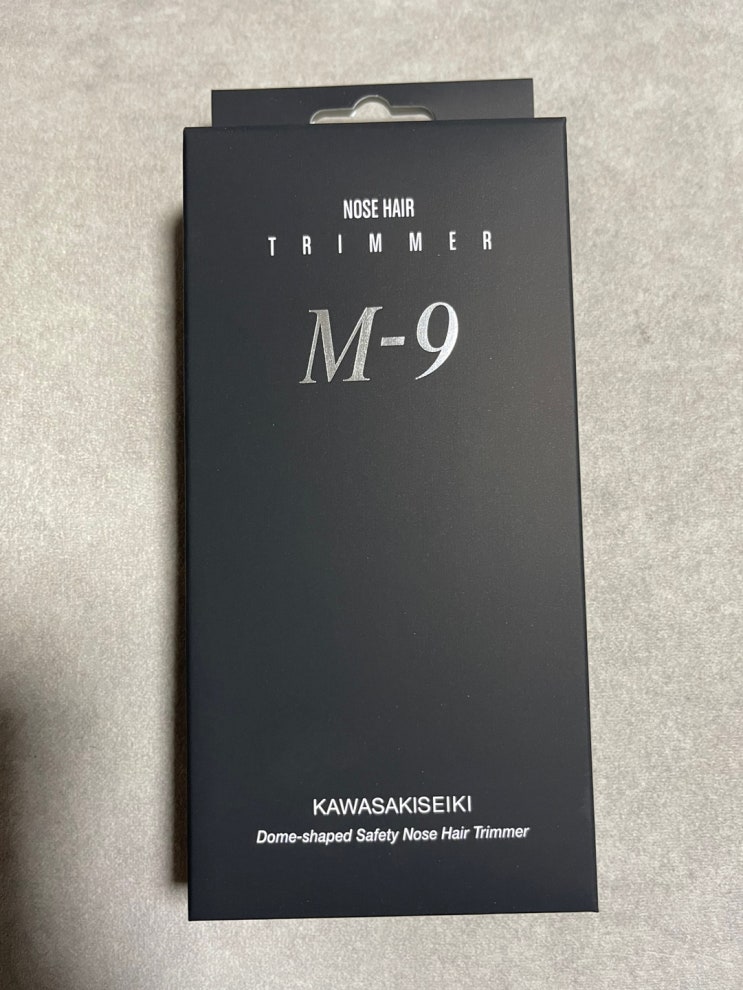 NOSE HAIR
TRIMMER
M-9
KAWASAKISEIKI
Dome-shaped Safety Nose Hair Trimmer